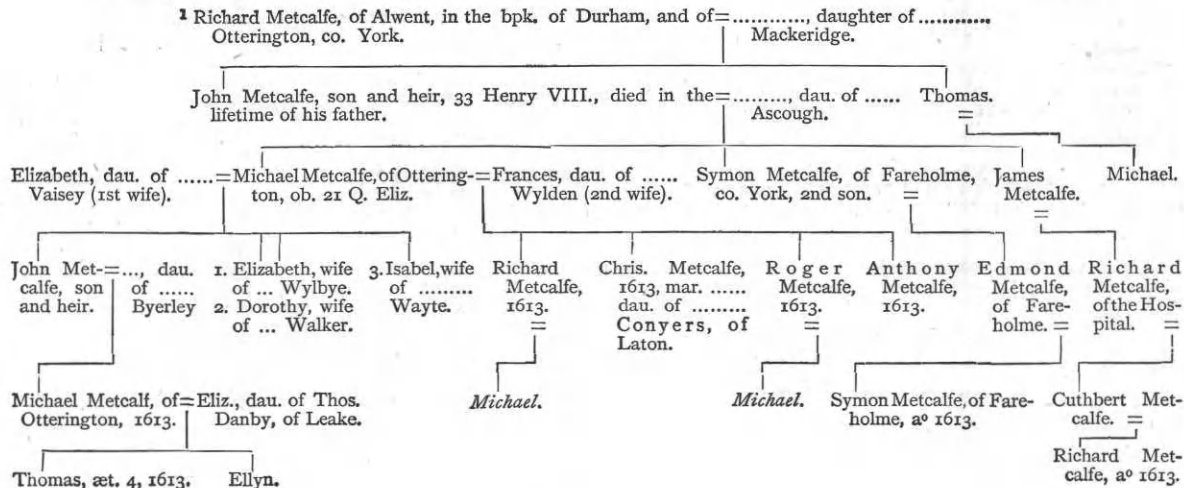 1 Richard Metcalfe, of Alwent, in the bpk. of Durham, and of = ............, daughter of ............
Otterington, co. York. Mackeridge.
John Metcalfe, son and heir, 33 Henry VIII., died in the = ........., dau. of ...... Thomas.
lifetime of his father. Ascough. =
Elizabeth, dau. of ...... = Michael Metcalfe, of Ottering- = Frances, dau. of ...... Symon Metcalfe, of Fareholme, James Michael.
Vaisey (1st wife). ton, ob. 21 Q. Eliz. Wylden (2nd wife). co. York, 2nd son. = Metcalfe.
=
John Met- = ..., dau. 1. Elizabeth, wife 3. Isabel, wife Richard Chris. Metcalfe, Roger Anthony Edmond Richard
calfe, son of ...... of ... Wylbye. of ......... Metcalfe, 1613, mar. ...... Metcalfe, Metcalfe, Metcalfe, Metcalfe,
and heir. Byerley 2. Dorothy, wife Wayte. 1613. dau. of ......... 1613. 1613. of Fare- of the Hos-
of ... Walker. = Conyers, of = holme. = pital. =
Laton.
Michael Metcalf, of = Eliz., dau. of Thos. Michael. Michael. Symon Metcalfe, of Fare- Cuthbert Met-
Otterington, 1613. Danby, of Leake. holme, aº 1613. calfe. =
Richard Met-
Thomas, æt. 4, 1613. Ellyn. calfe, aº 1613.